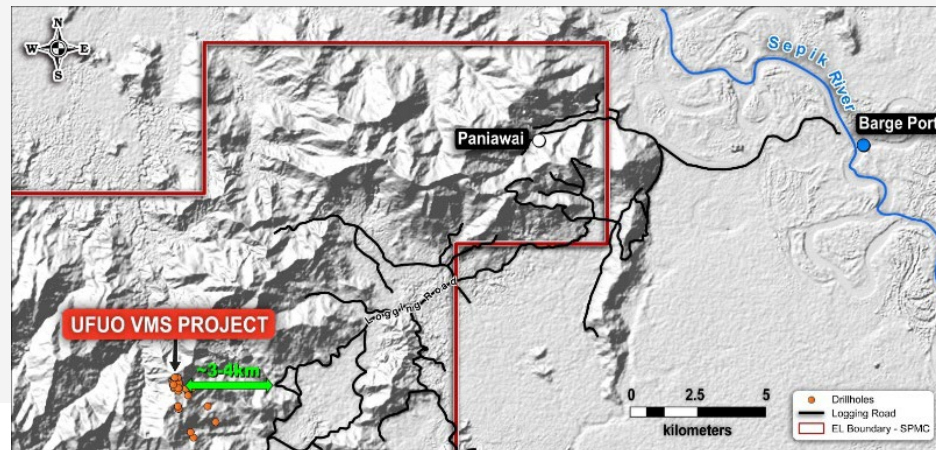 N
W E
S
Sepik River
Barge Port
Paniawai
Logging Road
UFUO VMS PROJECT
~3-4km
0 2.5 5
kilometers
Drillholes
Logging Road
EL Boundary - SPMC